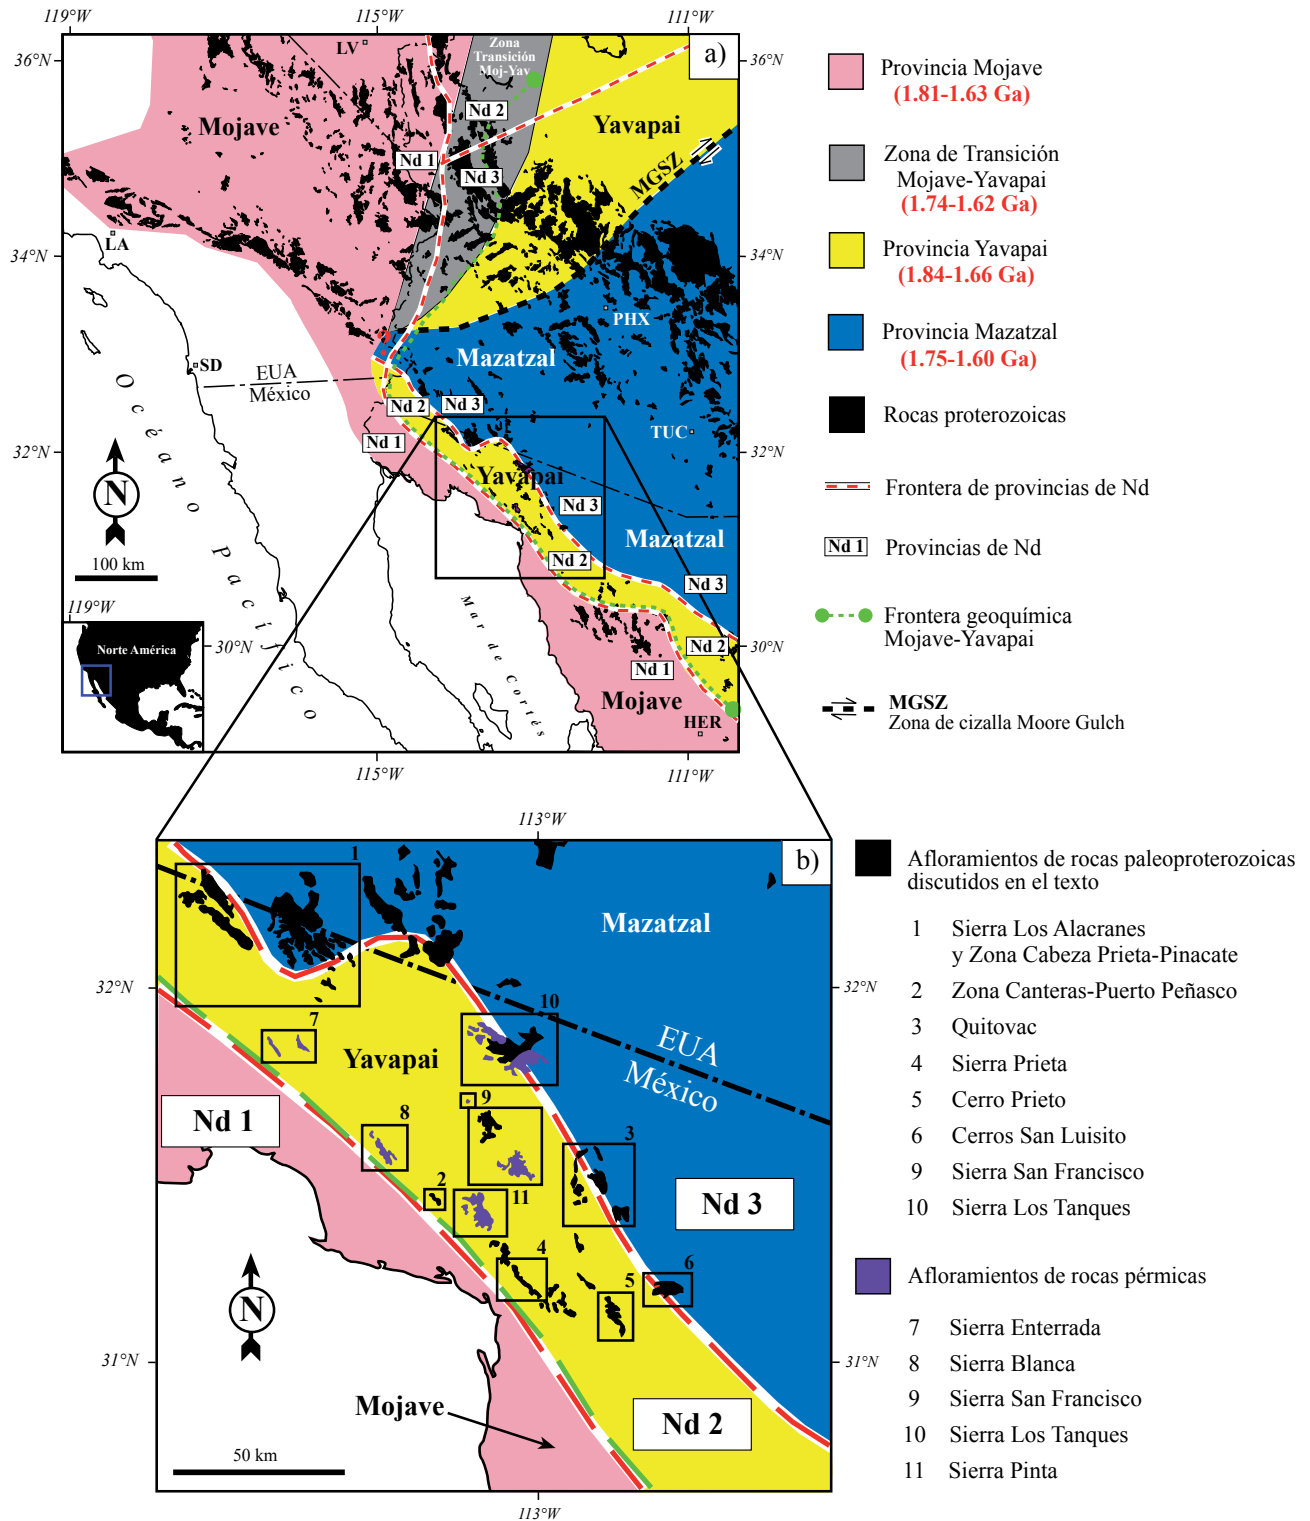 119°W
115°W
111°W
36°N
34°N
32°N
30°N
36°N
34°N
32°N
119°W
115°W
111°W
a)
LV
Zona
Transición
Moj-Yav
Mojave
Nd 2
Nd 1
Nd 3
Yavapai
MGSZ
LA
PHX
SD
EUA
México
Mazatzal
Nd 2
Nd 3
Nd 1
TUC
Yavapai
Nd 3
Mazatzal
Nd 2
Nd 3
Nd 2
Nd 1
Mojave
HER
Océano Pacífico
Mar de Cortés
N
100 km
Norte América
Provincia Mojave
(1.81-1.63 Ga)
Zona de Transición
Mojave-Yavapai
(1.74-1.62 Ga)
Provincia Yavapai
(1.84-1.66 Ga)
Provincia Mazatzal
(1.75-1.60 Ga)
Rocas proterozoicas
Frontera de provincias de Nd
Nd 1 Provincias de Nd
Frontera geoquímica
Mojave-Yavapai
MGSZ
Zona de cizalla Moore Gulch
113°W
b)
1
Mazatzal
32°N
32°N
10
7
Yavapai
EUA
México
9
Nd 1
8
3
2
11
Nd 3
4
6
5
N
31°N
31°N
Mojave
Nd 2
50 km
113°W
Afloramientos de rocas paleoproterozoicas
discutidos en el texto
1 Sierra Los Alacranes
y Zona Cabeza Prieta-Pinacate
2 Zona Canteras-Puerto Peñasco
3 Quitovac
4 Sierra Prieta
5 Cerro Prieto
6 Cerros San Luisito
9 Sierra San Francisco
10 Sierra Los Tanques
Afloramientos de rocas pérmicas
7 Sierra Enterrada
8 Sierra Blanca
9 Sierra San Francisco
10 Sierra Los Tanques
11 Sierra Pinta